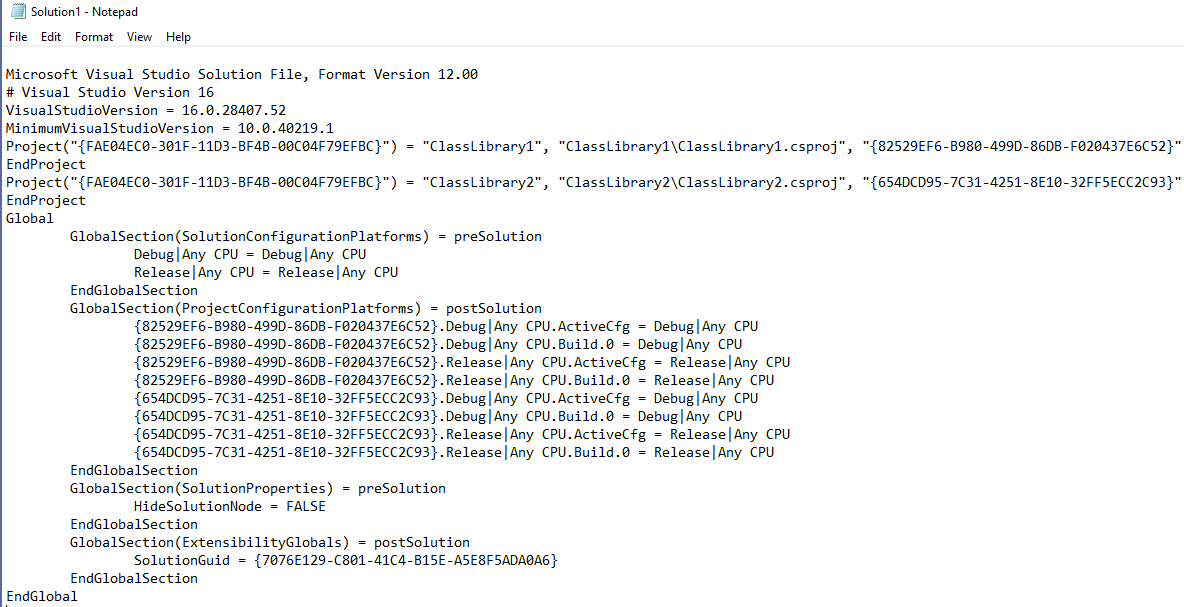 Solution1 - Notepad
File Edit Format View Help
Microsoft Visual Studio Solution File, Format Version 12.00
# Visual Studio Version 16
VisualStudioVersion = 16.0.28407.52
MinimumVisualStudioVersion = 10.0.40219.1
Project("{FAE04EC0-301F-11D3-BF4B-00C04F79EFBC}") = "ClassLibrary1", "ClassLibrary1\ClassLibrary1.csproj", "{82529EF6-B980-499D-86DB-F020437E6C52}"
EndProject
Project("{FAE04EC0-301F-11D3-BF4B-00C04F79EFBC}") = "ClassLibrary2", "ClassLibrary2\ClassLibrary2.csproj", "{654DCD95-7C31-4251-8E10-32FF5ECC2C93}"
EndProject
Global
GlobalSection(SolutionConfigurationPlatforms) = preSolution
Debug|Any CPU = Debug|Any CPU
Release|Any CPU = Release|Any CPU
EndGlobalSection
GlobalSection(ProjectConfigurationPlatforms) = postSolution
{82529EF6-B980-499D-86DB-F020437E6C52}.Debug|Any CPU.ActiveCfg = Debug|Any CPU
{82529EF6-B980-499D-86DB-F020437E6C52}.Debug|Any CPU.Build.0 = Debug|Any CPU
{82529EF6-B980-499D-86DB-F020437E6C52}.Release|Any CPU.ActiveCfg = Release|Any CPU
{82529EF6-B980-499D-86DB-F020437E6C52}.Release|Any CPU.Build.0 = Release|Any CPU
{654DCD95-7C31-4251-8E10-32FF5ECC2C93}.Debug|Any CPU.ActiveCfg = Debug|Any CPU
{654DCD95-7C31-4251-8E10-32FF5ECC2C93}.Debug|Any CPU.Build.0 = Debug|Any CPU
{654DCD95-7C31-4251-8E10-32FF5ECC2C93}.Release|Any CPU.ActiveCfg = Release|Any CPU
{654DCD95-7C31-4251-8E10-32FF5ECC2C93}.Release|Any CPU.Build.0 = Release|Any CPU
EndGlobalSection
GlobalSection(SolutionProperties) = preSolution
HideSolutionNode = FALSE
EndGlobalSection
GlobalSection(ExtensibilityGlobals) = postSolution
SolutionGuid = {7076E129-C801-41C4-B15E-A5E8F5ADA0A6}
EndGlobalSection
EndGlobal